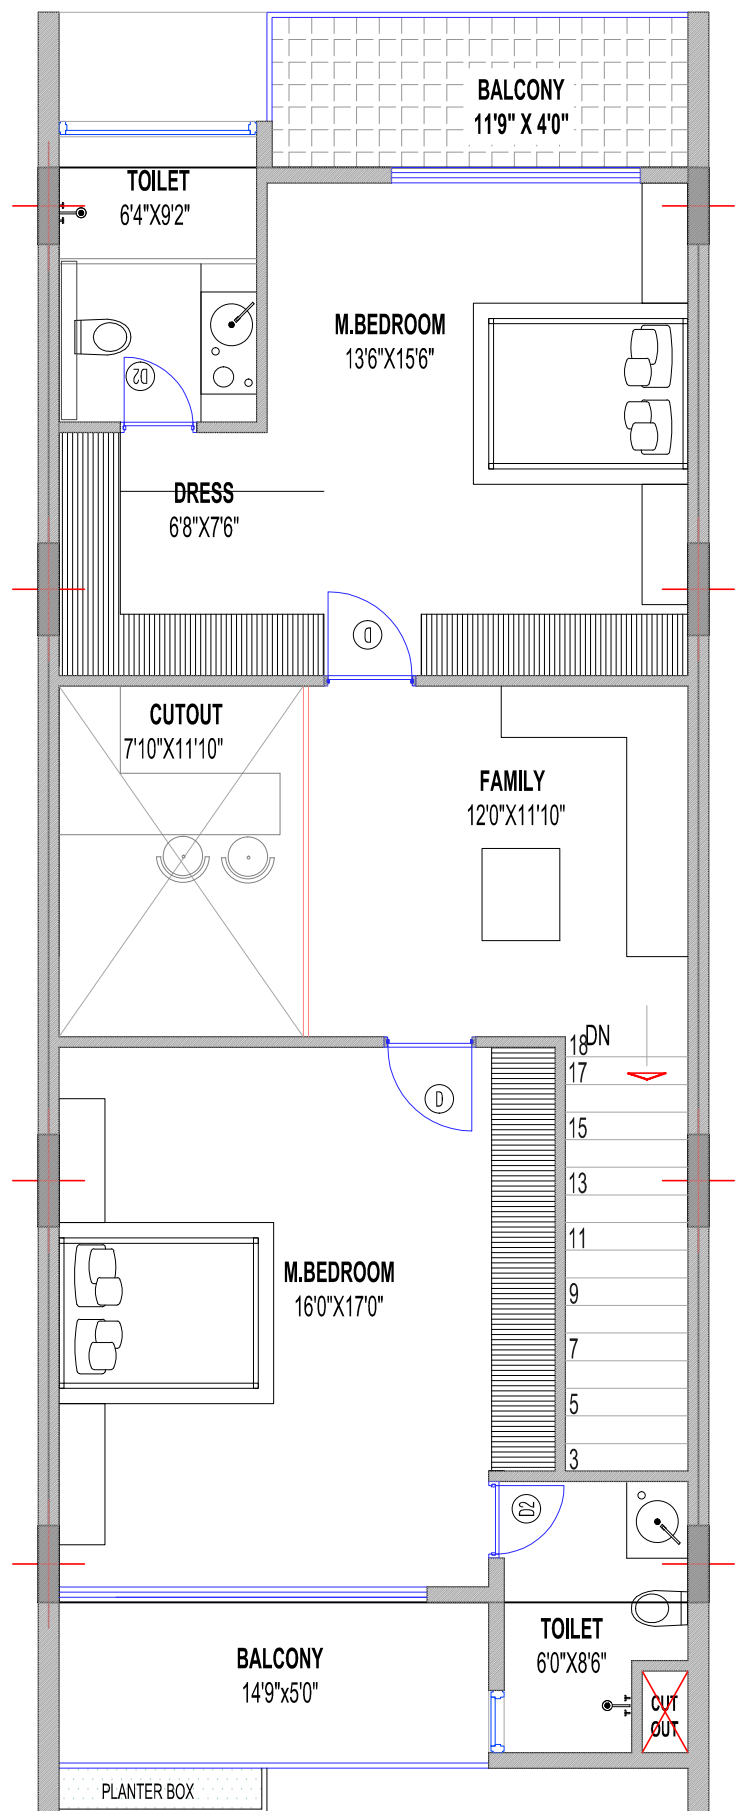 BALCONY
11'9" X 4'0"
TOILET
6'4"X9'2"
M.BEDROOM
13'6"X15'6"
D2
DRESS
6'8"X7'6"
D
CUTOUT
7'10"X11'10"
FAMILY
12'0"X11'10"
DN
18
17
15
13
11
9
7
5
3
D
M.BEDROOM
16'0"X17'0"
D2
TOILET
6'0"X8'6"
BALCONY
14'9"x5'0"
CUT
OUT
PLANTER BOX